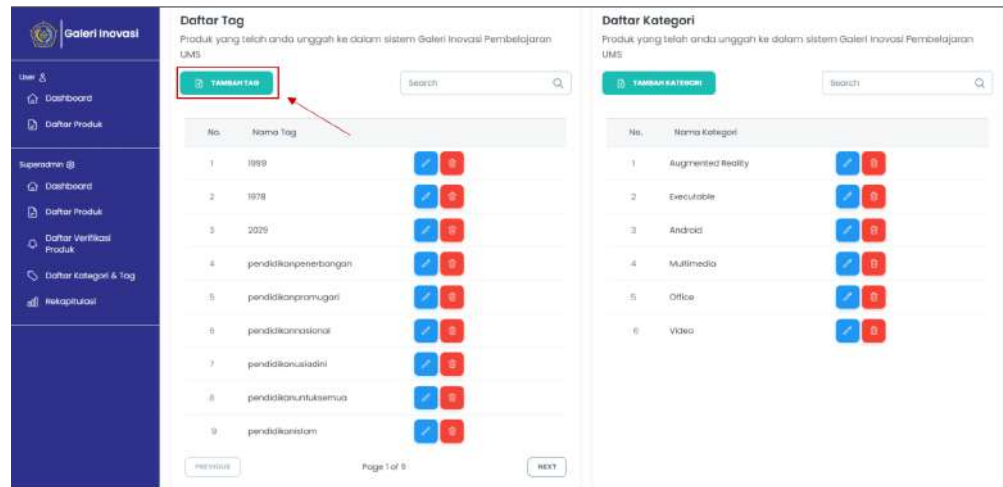 Galeri Inovasi
User
Dashboard
Daftar Produk
Superadmin
Dashboard
Daftar Produk
Daftar Verifikasi
Produk
Daftar Kategori & Tag
Rekapitulasi
Daftar Tag
Produk yang telah anda unggah ke dalam sistem Galeri Inovasi Pembelajaran
UMS
TAMBAH TAG
Search
No. Nama Tag
1 1989
2 1978
3 2029
4 pendidikanpenerbangan
5 pendidikanpramugari
6 pendidikannasional
7 pendidikanusiadini
8 pendidikanuntuksemua
9 pendidikanislam
PREVIOUS
Page 1 of 9
NEXT
Daftar Kategori
Produk yang telah anda unggah ke dalam sistem Galeri Inovasi Pembelajaran
UMS
TAMBAH KATEGORI
Search
No. Nama Kategori
1 Augmented Reality
2 Executable
3 Android
4 Multimedia
5 Office
6 Video